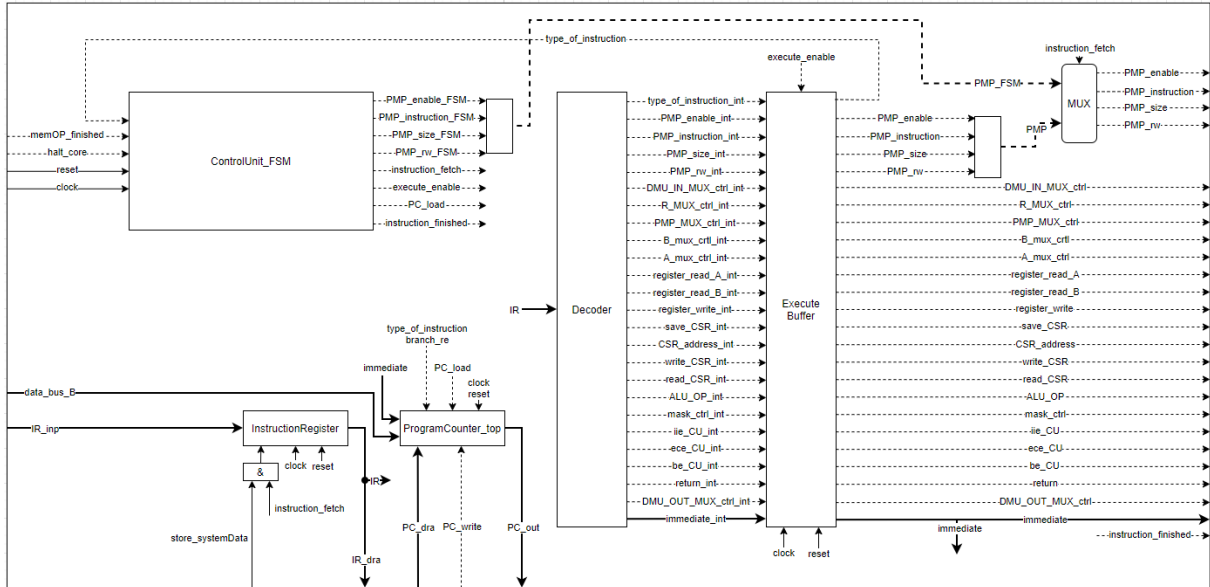 type_of_instruction
instruction_fetch
execute_enable
PMP_FSM
MUX
PMP_enable
PMP_instruction
PMP_size
PMP_rw
PMP
memOP_finished
halt_core
reset
clock
ControlUnit_FSM
PMP_enable_FSM
PMP_instruction_FSM
PMP_size_FSM
PMP_rw_FSM
instruction_fetch
execute_enable
PC_load
instruction_finished
IR
Decoder
type_of_instruction_int
PMP_enable_int
PMP_instruction_int
PMP_size_int
PMP_rw_int
DMU_IN_MUX_ctrl_int
R_MUX_ctrl_int
PMP_MUX_ctrl_int
B_mux_crtl_int
A_mux_ctrl_int
register_read_A_int
register_read_B_int
register_write_int
save_CSR_int
CSR_address_int
write_CSR_int
read_CSR_int
ALU_OP_int
mask_ctrl_int
iie_CU_int
ece_CU_int
be_CU_int
return_int
DMU_OUT_MUX_ctrl_int
immediate_int
Execute
Buffer
clock
reset
PMP_enable
PMP_instruction
PMP_size
PMP_rw
DMU_IN_MUX_ctrl
R_MUX_ctrl
PMP_MUX_ctrl
B_mux_crtl
A_mux_ctrl
register_read_A
register_read_B
register_write
save_CSR
CSR_address
write_CSR
read_CSR
ALU_OP
mask_ctrl
iie_CU
ece_CU
be_CU
return
DMU_OUT_MUX_ctrl
immediate
immediate
instruction_finished
type_of_instruction
branch_re
immediate
PC_load
clock
reset
data_bus_B
IR_inp
InstructionRegister
ProgramCounter_top
clock
reset
&
IR
instruction_fetch
store_systemData
IR_dra
PC_dra
PC_write
PC_out